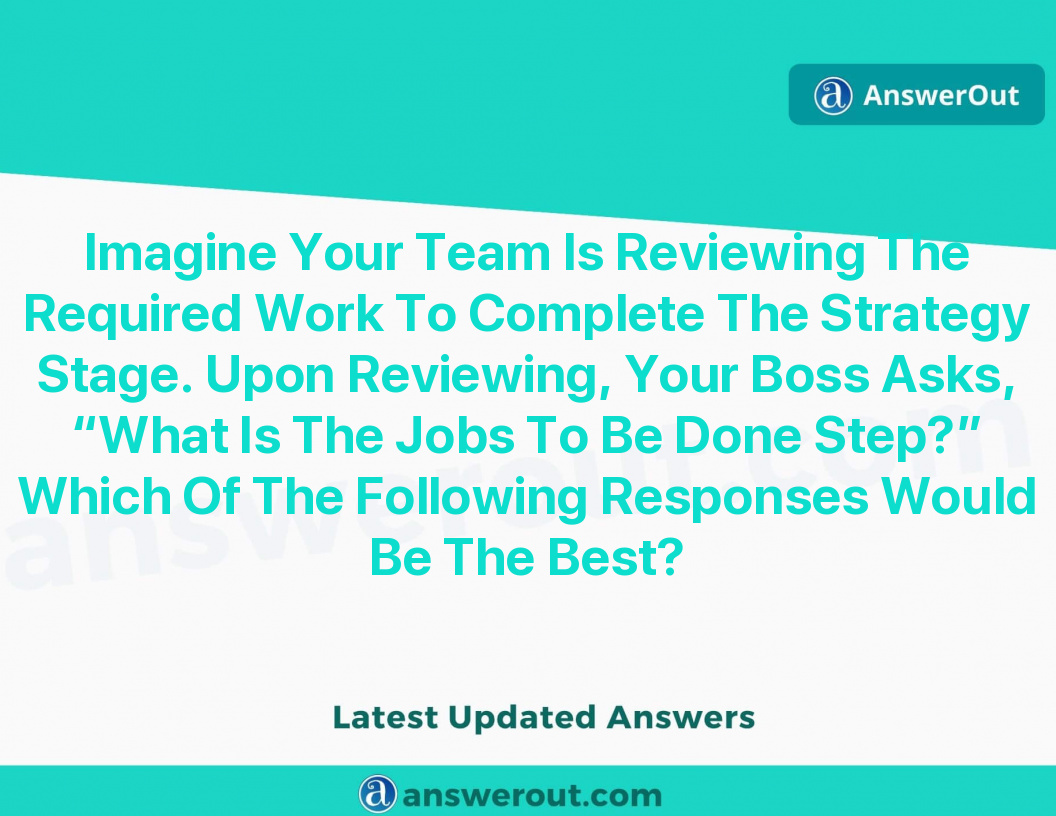 AnswerOut
Imagine Your Team Is Reviewing The
Required Work To Complete The Strategy
Stage. Upon Reviewing, Your Boss Asks,
“What Is The Jobs To Be Done Step?”
Which Of The Following Responses Would
Be The Best?
answerout.com
Latest Updated Answers
answerout.com